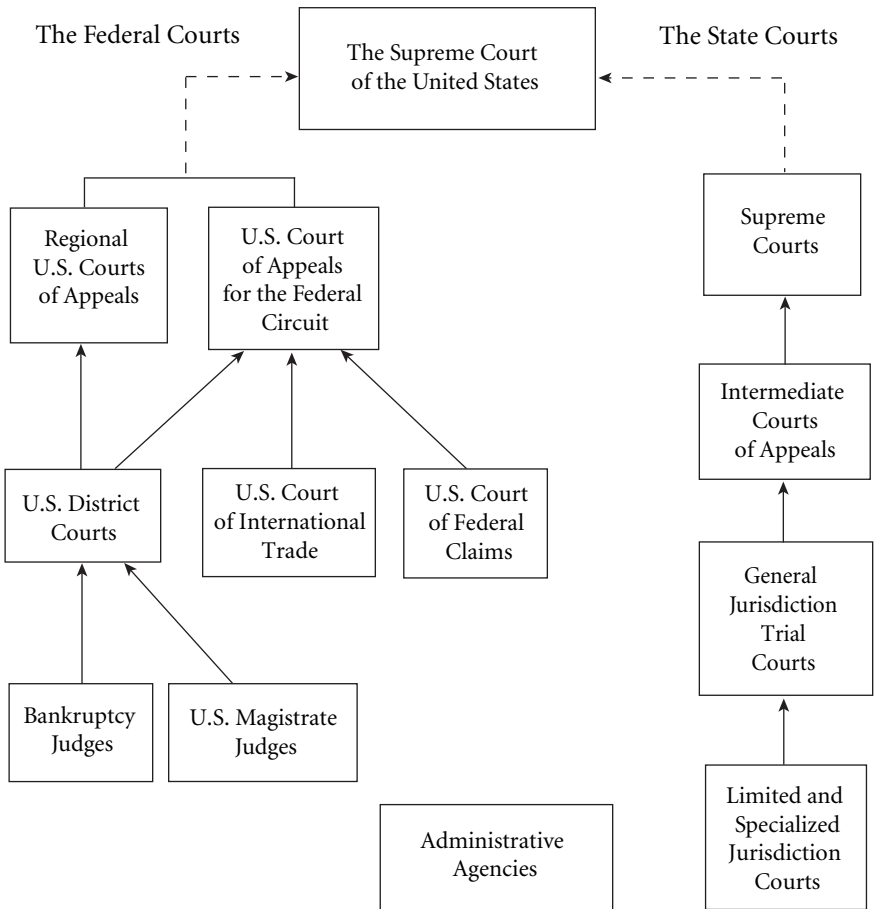 The Federal Courts
The Supreme Court
of the United States
The State Courts
Regional
U.S. Courts
of Appeals
U.S. Court
of Appeals
for the Federal
Circuit
Supreme
Courts
Intermediate
Courts
of Appeals
U.S. District
Courts
U.S. Court
of International
Trade
U.S. Court
of Federal
Claims
General
Jurisdiction
Trial
Courts
Bankruptcy
Judges
U.S. Magistrate
Judges
Limited and
Specialized
Jurisdiction
Courts
Administrative
Agencies